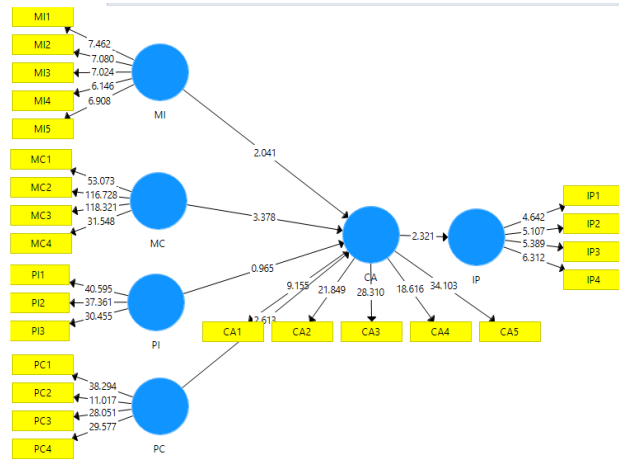 MI1
MI2
MI3
MI4
MI5
7.462
7.080
7.024
6.146
6.908
MI
2.041
MC1
MC2
MC3
MC4
53.073
116.728
118.321
31.548
MC
3.378
PI1
PI2
PI3
40.595
37.361
30.455
PI
0.965
PC1
PC2
PC3
PC4
38.294
11.017
28.051
29.577
PC
2.613
CA
9.155
21.849
28.310
18.616
34.103
CA1
CA2
CA3
CA4
CA5
2.321
IP
4.642
5.107
5.389
6.312
IP1
IP2
IP3
IP4